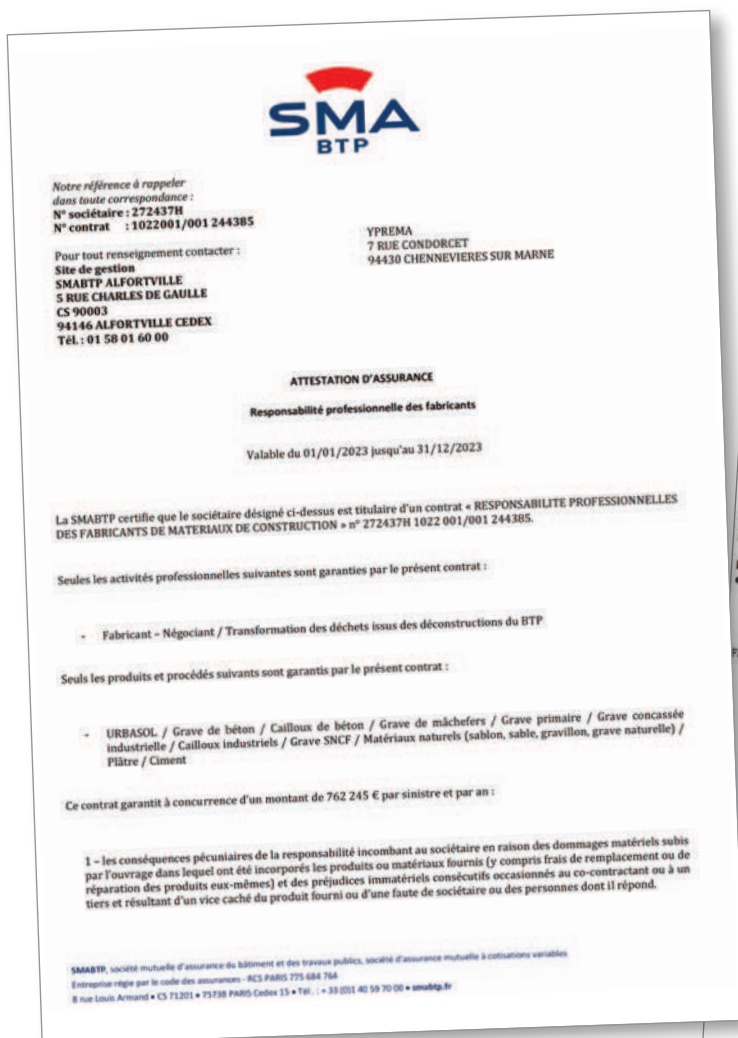 SMA
BTP
Notre référence à rappeler
dans toute correspondance :
N° sociétaire : 272437H
N° contrat : 1022001/001 244385
Pour tout renseignement contacter :
Site de gestion
SMABTP ALFORTVILLE
5 RUE CHARLES DE GAULLE
CS 90003
94146 ALFORTVILLE CEDEX
Tél. : 01 58 01 60 00
YPREMA
7 RUE CONDORCET
94430 CHENNEVIERES SUR MARNE
ATTESTATION D'ASSURANCE
Responsabilité professionnelle des fabricants
Valable du 01/01/2023 jusqu'au 31/12/2023
La SMABTP certifie que le sociétaire désigné ci-dessus est titulaire d'un contrat « RESPONSABILITE PROFESSIONNELLES
DES FABRICANTS DE MATERIAUX DE CONSTRUCTION » n° 272437H 1022 001/001 244385.
Seules les activités professionnelles suivantes sont garanties par le présent contrat :
- Fabricant – Négociant / Transformation des déchets issus des déconstructions du BTP
Seuls les produits et procédés suivants sont garantis par le présent contrat :
- URBASOL / Grave de béton / Cailloux de béton / Grave de mâchefers / Grave primaire / Grave concassée
industrielle / Cailloux industriels / Grave SNCF / Matériaux naturels (sablon, sable, gravillon, grave naturelle) /
Plâtre / Ciment
Ce contrat garantit à concurrence d'un montant de 762 245 € par sinistre et par an :
1 – les conséquences pécuniaires de la responsabilité incombant au sociétaire en raison des dommages matériels subis
par l'ouvrage dans lequel ont été incorporés les produits ou matériaux fournis (y compris frais de remplacement ou de
réparation des produits eux-mêmes) et des préjudices immatériels consécutifs occasionnés au co-contractant ou à un
tiers et résultant d'un vice caché du produit fourni ou d'une faute de sociétaire ou des personnes dont il répond.
SMABTP, société mutuelle d'assurance du bâtiment et des travaux publics, société d'assurance mutuelle à cotisations variables
Entreprise régie par le code des assurances - RCS PARIS 775 684 764
8 rue Louis Armand • CS 71201 • 75738 PARIS Cedex 15 • Tél. : + 33 (0)1 40 59 70 00 • smabtp.fr